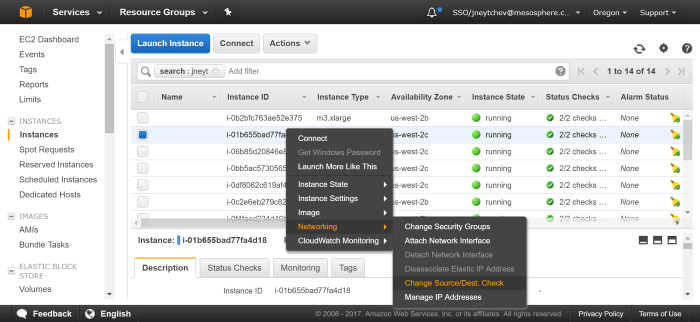 Services
Resource Groups
SSO/jneytchev@mesosphere.c...
Oregon
Support
EC2 Dashboard
Events
Tags
Reports
Limits
INSTANCES
Instances
Spot Requests
Reserved Instances
Scheduled Instances
Dedicated Hosts
IMAGES
AMIs
Bundle Tasks
ELASTIC BLOCK
STORE
Volumes
Launch Instance
Connect
Actions
search : jneyt
Add filter
1 to 14 of 14
Name
Instance ID
Instance Type
Availability Zone
Instance State
Status Checks
Alarm Status
i-0b2bfc763ae52e375 m3.xlarge us-west-2b running 2/2 checks ... None
i-01b655bad77fa us-west-2c running 2/2 checks ... None
i-06b85d20846e us-west-2c running 2/2 checks ... None
i-0bb5ac5730565 us-west-2c running 2/2 checks ... None
i-0df8062c619af us-west-2c running 2/2 checks ... None
i-0c2e6eb279c82 us-west-2b running 2/2 checks ... None
running 2/2 checks ... None
Connect
Get Windows Password
Launch More Like This
Instance State
Instance Settings
Image
Networking
CloudWatch Monitoring
Change Security Groups
Attach Network Interface
Detach Network Interface
Disassociate Elastic IP Address
Change Source/Dest. Check
Manage IP Addresses
Instance: i-01b655bad77fa4d18
Description
Status Checks
Monitoring
Tags
Instance ID i-01b655bad77fa4d18
-
Feedback
English
© 2008 - 2017, Amazon Web Services, Inc. or its affiliates. All rights reserved.
Privacy Policy
Terms of Use